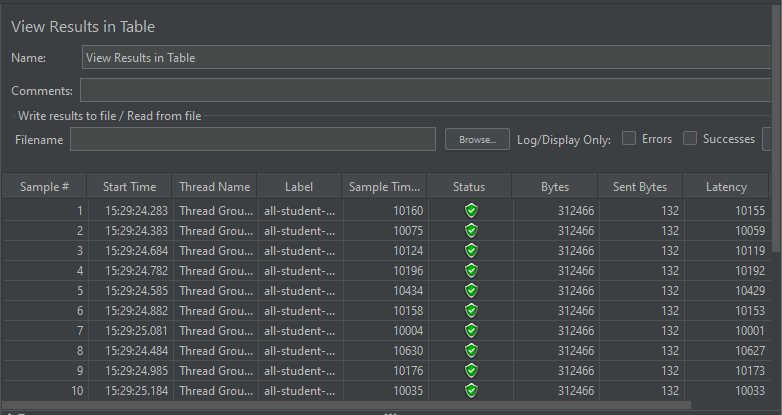 View Results in Table
Name: View Results in Table
Comments:
Write results to file / Read from file
Filename Browse... Log/Display Only: Errors Successes
Sample # Start Time Thread Name Label Sample Tim... Status Bytes Sent Bytes Latency
1 15:29:24.283 Thread Grou... all-student-... 10160 312466 132 10155
2 15:29:24.383 Thread Grou... all-student-... 10075 312466 132 10059
3 15:29:24.684 Thread Grou... all-student-... 10124 312466 132 10119
4 15:29:24.782 Thread Grou... all-student-... 10196 312466 132 10192
5 15:29:24.585 Thread Grou... all-student-... 10434 312466 132 10429
6 15:29:24.882 Thread Grou... all-student-... 10158 312466 132 10153
7 15:29:25.081 Thread Grou... all-student-... 10004 312466 132 10001
8 15:29:24.484 Thread Grou... all-student-... 10630 312466 132 10627
9 15:29:24.985 Thread Grou... all-student-... 10176 312466 132 10173
10 15:29:25.184 Thread Grou... all-student-... 10035 312466 132 10033